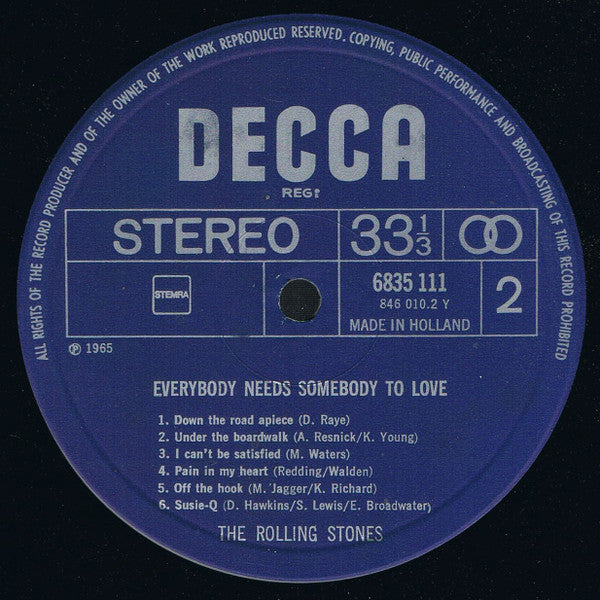 ALL RIGHTS OF THE RECORD PRODUCER AND OF THE OWNER OF THE WORK REPRODUCED RESERVED. COPYING, PUBLIC PERFORMANCE AND BROADCASTING OF THIS RECORD PROHIBITED
DECCA
REG!
STEREO 33 1/3
STEMRA 6835 111 2
846 010.2 Y
MADE IN HOLLAND
℗ 1965
EVERYBODY NEEDS SOMEBODY TO LOVE
1. Down the road apiece (D. Raye)
2. Under the boardwalk (A. Resnick/K. Young)
3. I can't be satisfied (M. Waters)
4. Pain in my heart (Redding/Walden)
5. Off the hook (M. Jagger/K. Richard)
6. Susie-Q (D. Hawkins/S. Lewis/E. Broadwater)
THE ROLLING STONES